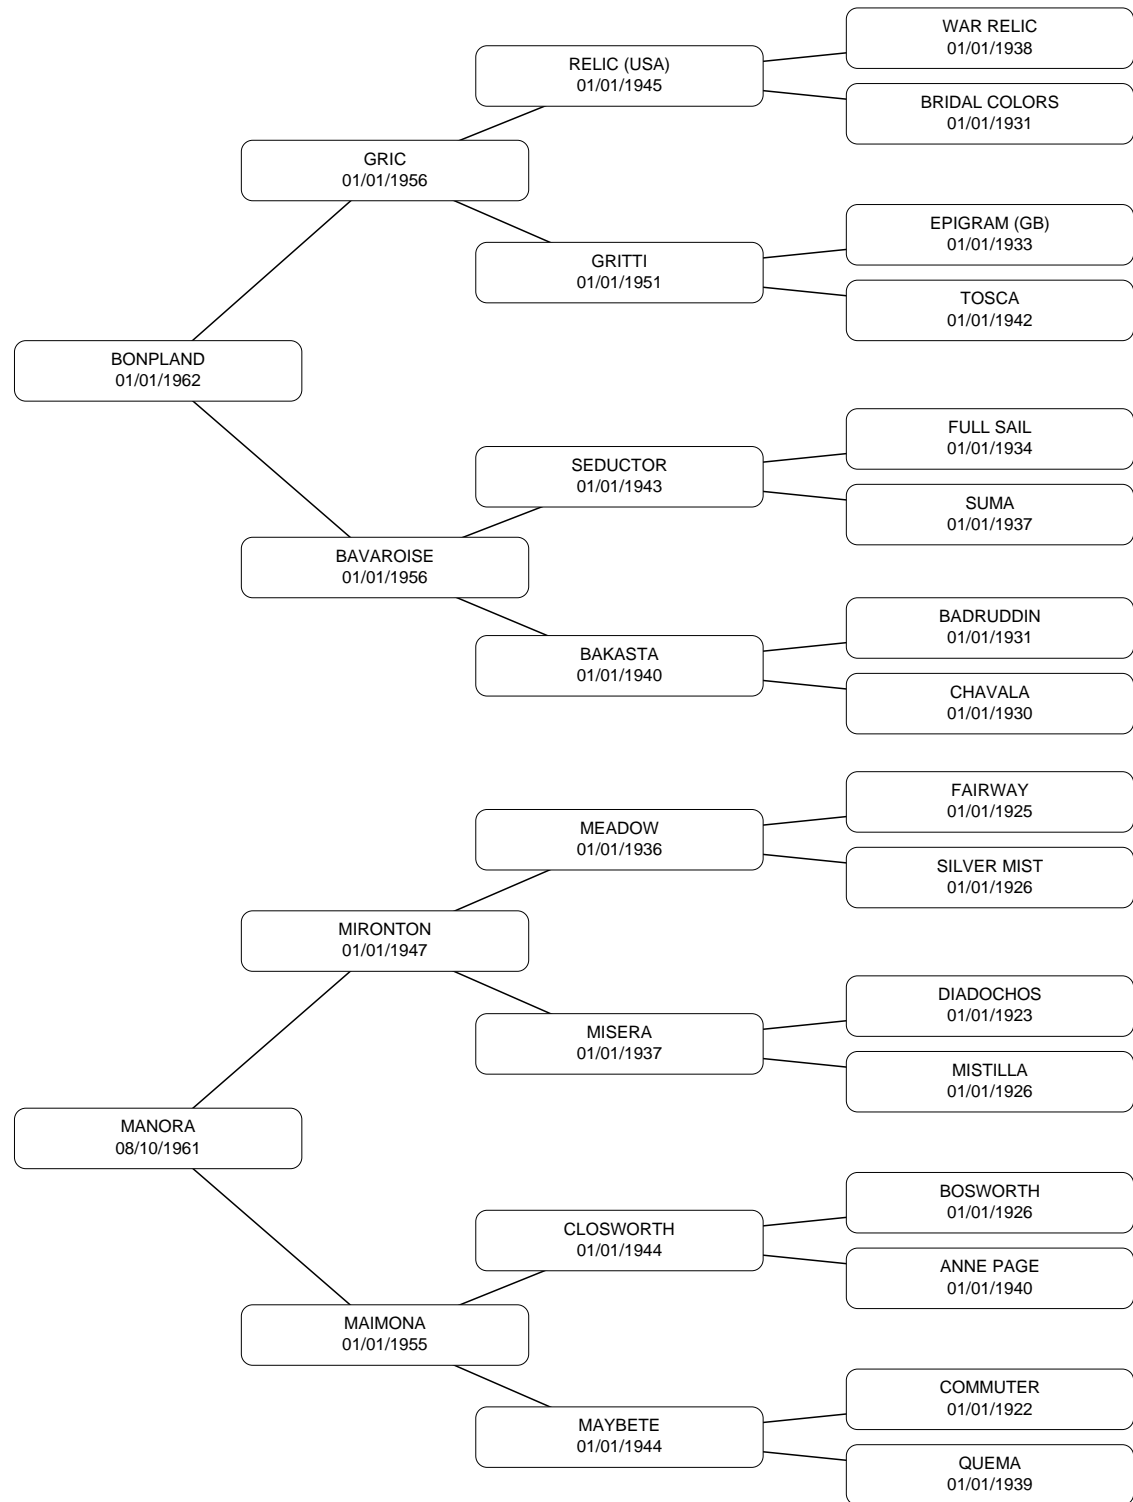 WAR RELIC
01/01/1938
RELIC (USA)
01/01/1945
BRIDAL COLORS
01/01/1931
GRIC
01/01/1956
EPIGRAM (GB)
01/01/1933
GRITTI
01/01/1951
TOSCA
01/01/1942
BONPLAND
01/01/1962
FULL SAIL
01/01/1934
SEDUCTOR
01/01/1943
SUMA
01/01/1937
BAVAROISE
01/01/1956
BADRUDDIN
01/01/1931
BAKASTA
01/01/1940
CHAVALA
01/01/1930
FAIRWAY
01/01/1925
MEADOW
01/01/1936
SILVER MIST
01/01/1926
MIRONTON
01/01/1947
DIADOCHOS
01/01/1923
MISERA
01/01/1937
MISTILLA
01/01/1926
MANORA
08/10/1961
BOSWORTH
01/01/1926
CLOSWORTH
01/01/1944
ANNE PAGE
01/01/1940
MAIMONA
01/01/1955
COMMUTER
01/01/1922
MAYBETE
01/01/1944
QUEMA
01/01/1939